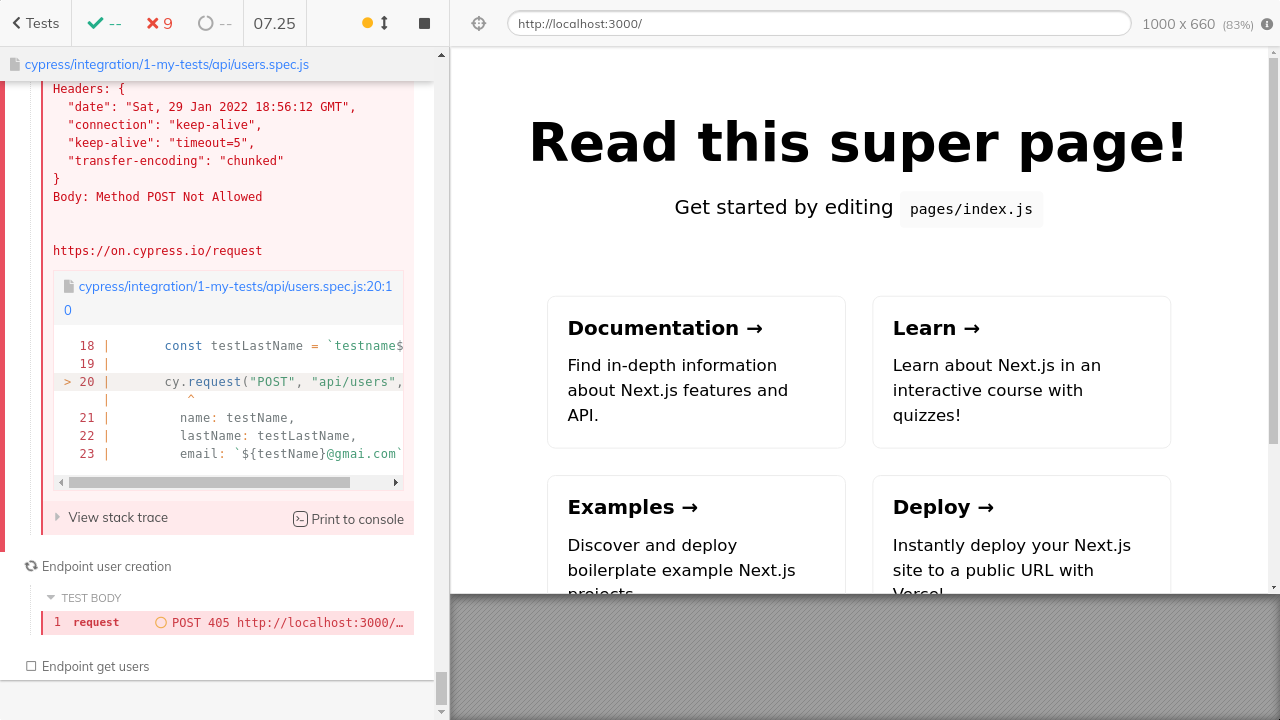 Tests
--
9
--
07.25
http://localhost:3000/
1000 x 660 (83%)
cypress/integration/1-my-tests/api/users.spec.js
Headers: {
"date": "Sat, 29 Jan 2022 18:56:12 GMT",
"connection": "keep-alive",
"keep-alive": "timeout=5",
"transfer-encoding": "chunked"
}
Body: Method POST Not Allowed
https://on.cypress.io/request
cypress/integration/1-my-tests/api/users.spec.js:20:1
0
18 | const testLastName = `testname$
19 |
> 20 | cy.request("POST", "api/users",
| ^
21 | name: testName,
22 | lastName: testLastName,
23 | email: `${testName}@gmai.com`
View stack trace
Print to console
Endpoint user creation
TEST BODY
1 request POST 405 http://localhost:3000/…
Endpoint get users
Read this super page!
Get started by editing pages/index.js
Documentation →
Find in-depth information
about Next.js features and
API.
Learn →
Learn about Next.js in an
interactive course with
quizzes!
Examples →
Discover and deploy
boilerplate example Next.js
projects.
Deploy →
Instantly deploy your Next.js
site to a public URL with
Vercel.